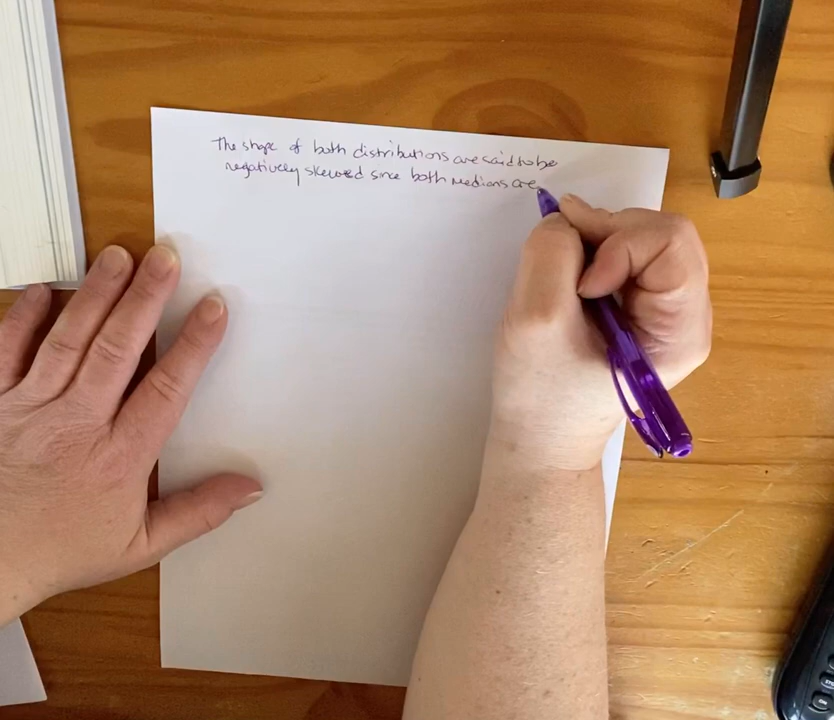 The shape of both distributions are said to be
negatively skewed since both medians are